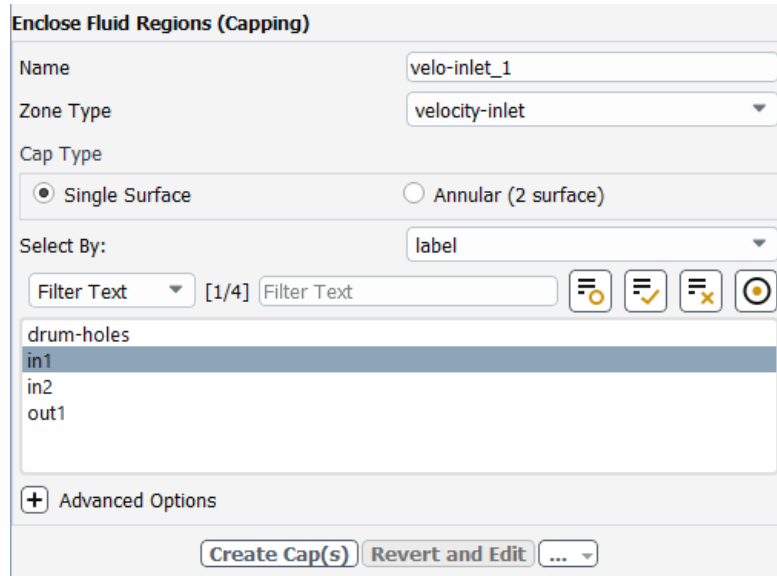 Enclose Fluid Regions (Capping)
Name velo-inlet_1
Zone Type velocity-inlet
Cap Type
Single Surface Annular (2 surface)
Select By: label
Filter Text [1/4] Filter Text
drum-holes
in1
in2
out1
Advanced Options
Create Cap(s) Revert and Edit ...